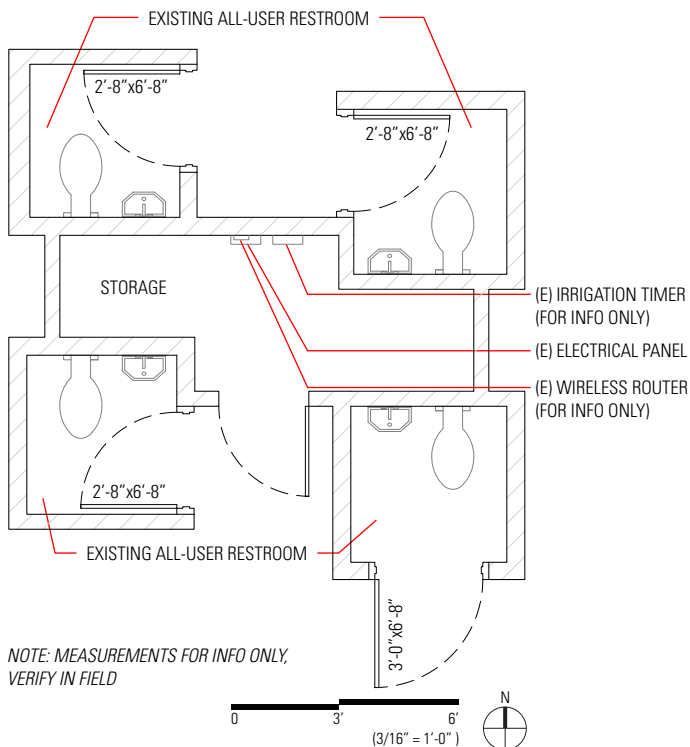 EXISTING ALL-USER RESTROOM
2'-8"x6'-8"
2'-8"x6'-8"
STORAGE
(E) IRRIGATION TIMER
(FOR INFO ONLY)
(E) ELECTRICAL PANEL
(E) WIRELESS ROUTER
(FOR INFO ONLY)
2'-8"x6'-8"
EXISTING ALL-USER RESTROOM
3'-0"x6'-8"
NOTE: MEASUREMENTS FOR INFO ONLY,
VERIFY IN FIELD
0 3' 6'
(3/16" = 1'-0" )
N